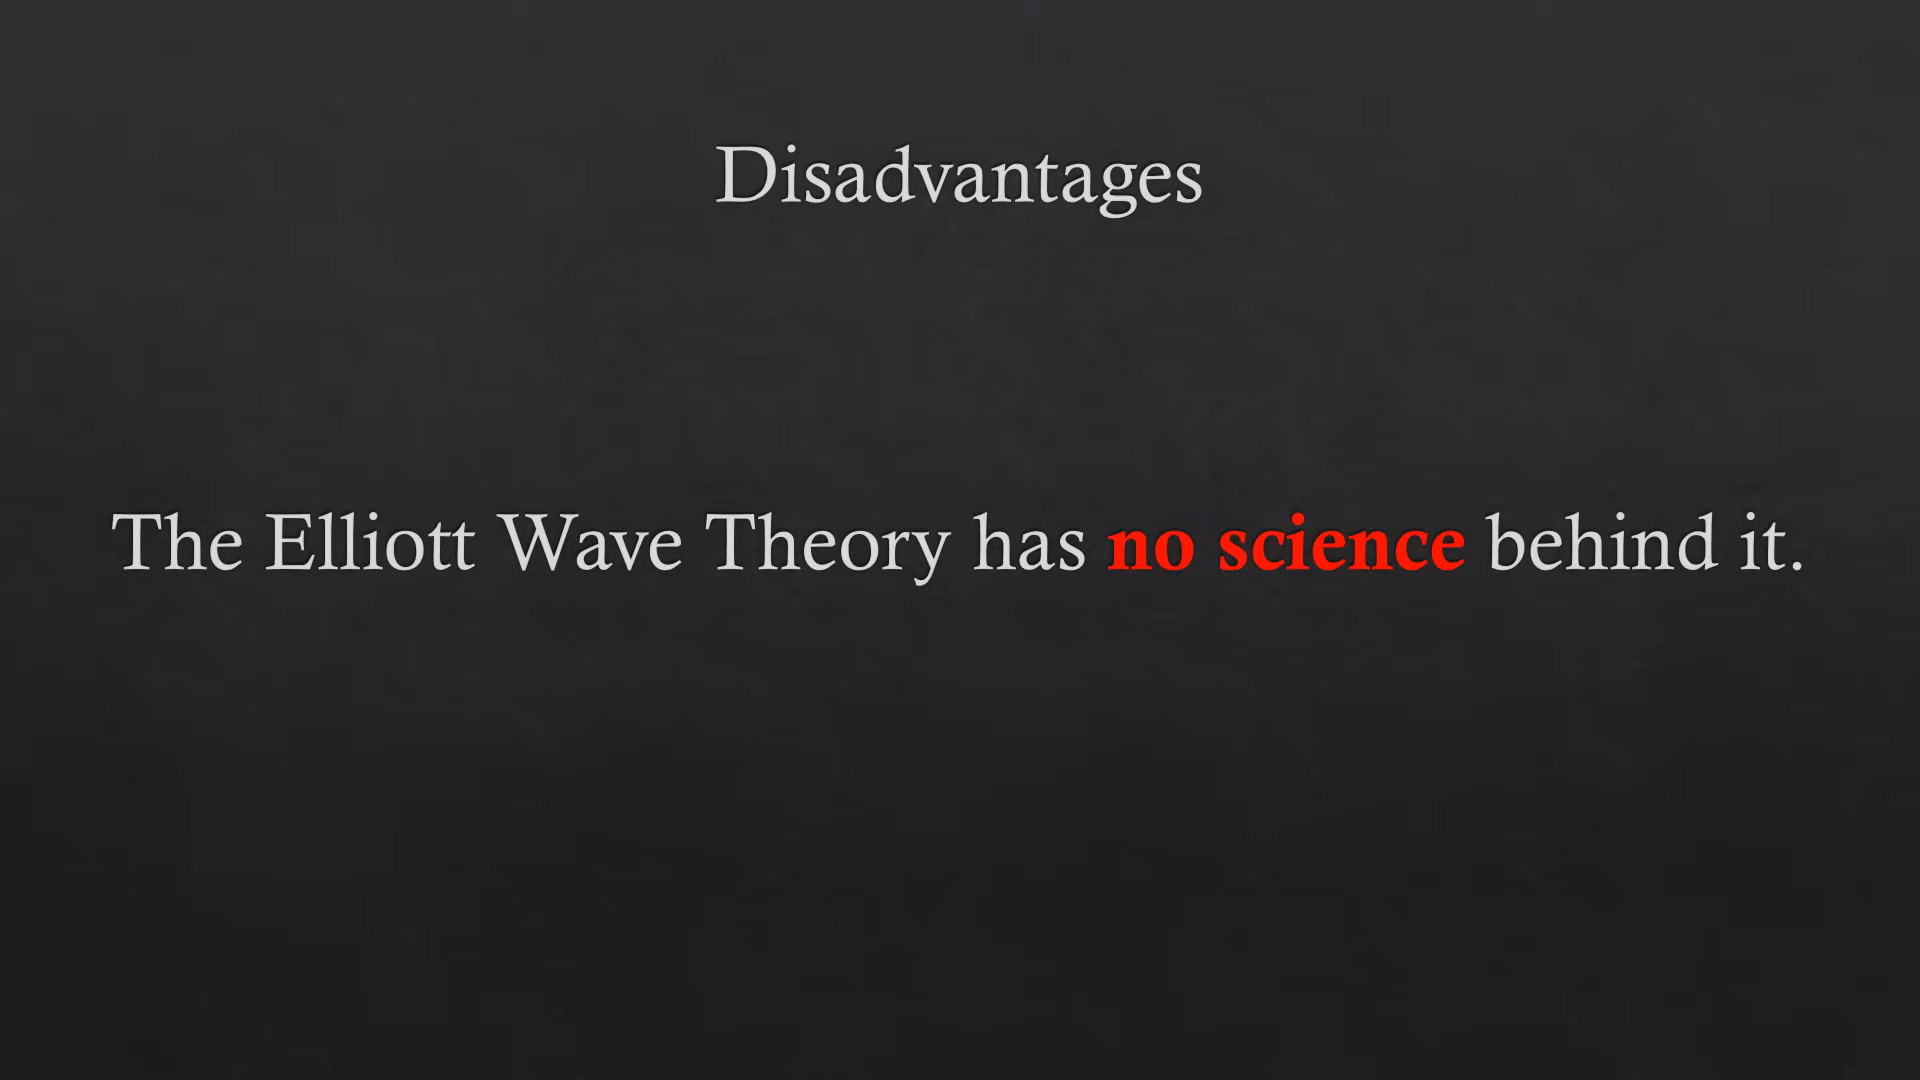 Disadvantages
The Elliott Wave Theory has no science behind it.